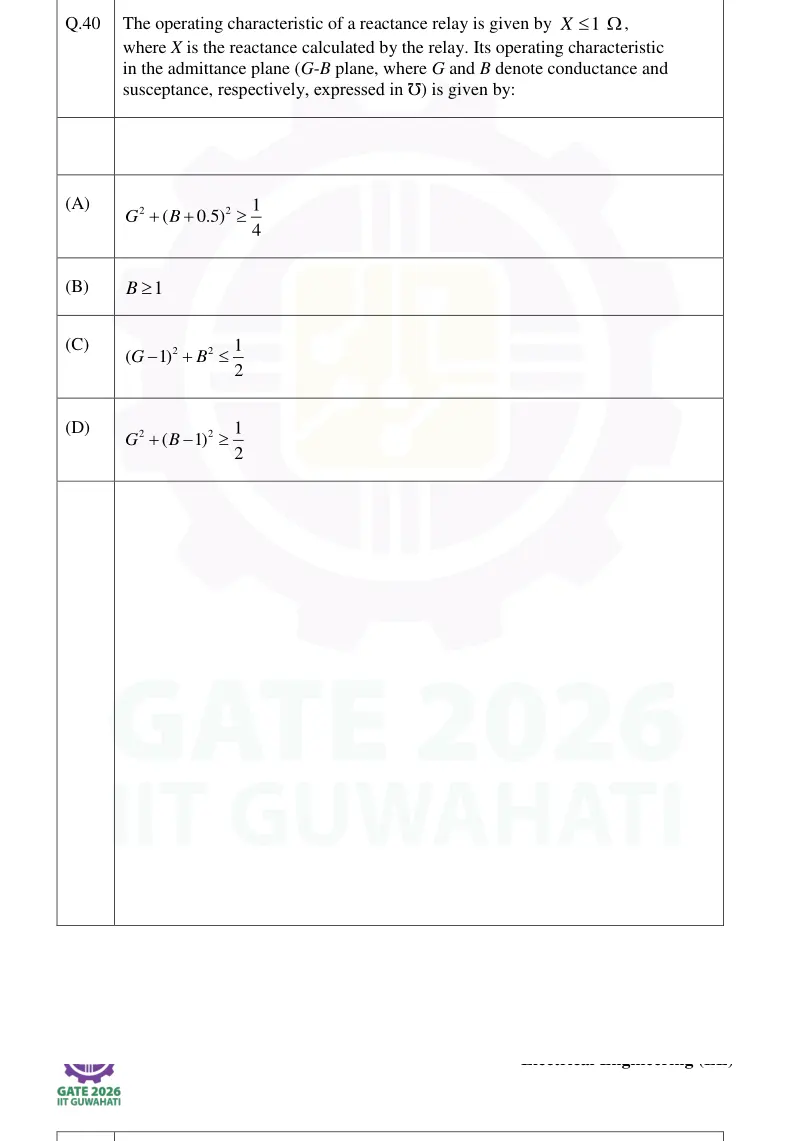 Q.40 The operating characteristic of a reactance relay is given by X ≤ 1 Ω,
where X is the reactance calculated by the relay. Its operating characteristic
in the admittance plane (G-B plane, where G and B denote conductance and
susceptance, respectively, expressed in ℧) is given by:
(A) G² + (B + 0.5)² ≥ 1/4
(B) B ≥ 1
(C) (G − 1)² + B² ≤ 1/2
(D) G² + (B − 1)² ≥ 1/2
GATE 2026
IIT GUWAHATI
GATE 2026
IIT GUWAHATI